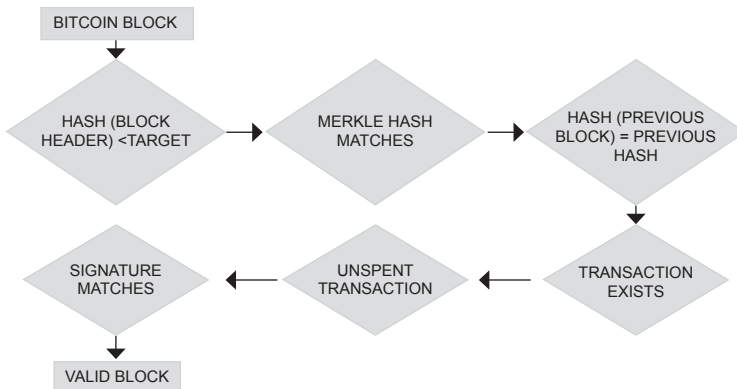 BITCOIN BLOCK
HASH (BLOCK
HEADER) <TARGET
MERKLE HASH
MATCHES
HASH (PREVIOUS
BLOCK) = PREVIOUS
HASH
TRANSACTION
EXISTS
UNSPENT
TRANSACTION
SIGNATURE
MATCHES
VALID BLOCK